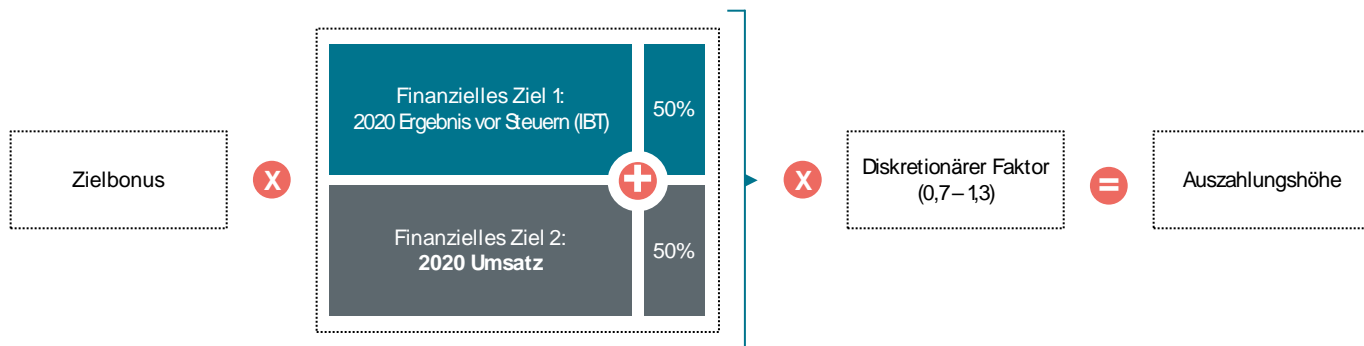 Zielbonus
X
Finanzielles Ziel 1:
2020 Ergebnis vor Steuern (IBT)
50%
+
Finanzielles Ziel 2:
2020 Umsatz
50%
X
Diskretionärer Faktor
(0,7 – 1,3)
=
Auszahlungshöhe